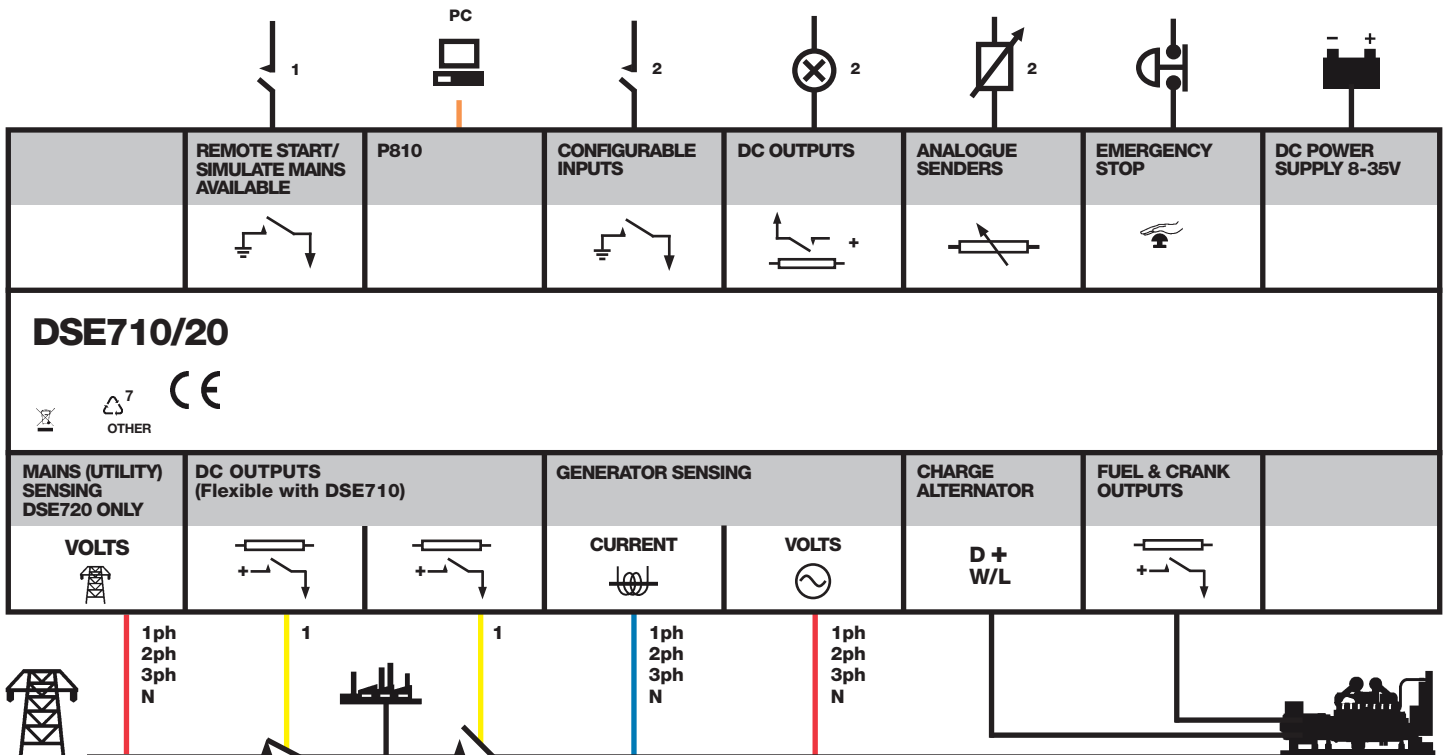 PC
1
2
2
2
- +
REMOTE START/
SIMULATE MAINS
AVAILABLE
P810
CONFIGURABLE
INPUTS
DC OUTPUTS
ANALOGUE
SENDERS
EMERGENCY
STOP
DC POWER
SUPPLY 8-35V
+
DSE710/20
7
OTHER
CE
MAINS (UTILITY)
SENSING
DSE720 ONLY
DC OUTPUTS
(Flexible with DSE710)
GENERATOR SENSING
CHARGE
ALTERNATOR
FUEL & CRANK
OUTPUTS
VOLTS
+
+
CURRENT
VOLTS
D+
W/L
+
1ph
2ph
3ph
N
1
1
1ph
2ph
3ph
N
1ph
2ph
3ph
N